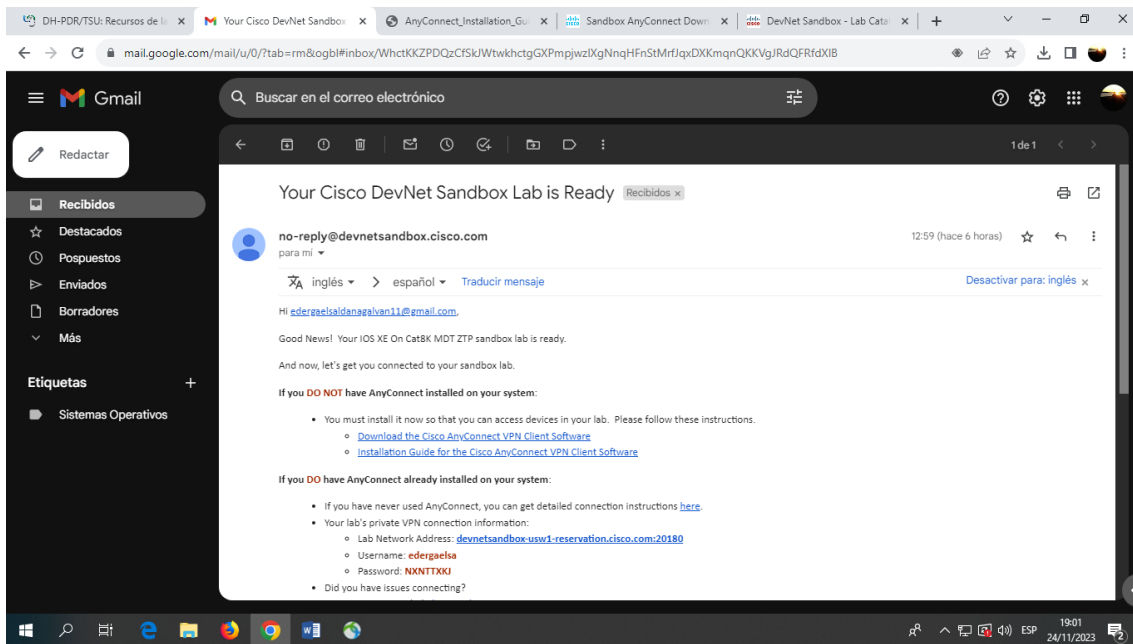 DH-PDR/TSU: Recursos de la
Your Cisco DevNet Sandbox
AnyConnect_Installation_Gui
Sandbox AnyConnect Down
DevNet Sandbox - Lab Catal
mail.google.com/mail/u/0/?tab=rm&ogbl#inbox/WhctKKZPDQzCfSkJWtwkhctgGXPmpjwzlXgNnqHFnStMrfJqxDXKmqnQKKVgJRdQFRfdXlB
Gmail
Buscar en el correo electrónico
Redactar
1 de 1
Recibidos
Destacados
Pospuestos
Enviados
Borradores
Más
Etiquetas
Sistemas Operativos
Your Cisco DevNet Sandbox Lab is Ready Recibidos ×
no-reply@devnetsandbox.cisco.com
12:59 (hace 6 horas)
para mí
inglés > español Traducir mensaje
Desactivar para: inglés ×
Hi edergaelsaldanagalvan11@gmail.com,
Good News! Your IOS XE On Cat8K MDT ZTP sandbox lab is ready.
And now, let's get you connected to your sandbox lab.
If you DO NOT have AnyConnect installed on your system:
• You must install it now so that you can access devices in your lab. Please follow these instructions.
○ Download the Cisco AnyConnect VPN Client Software
○ Installation Guide for the Cisco AnyConnect VPN Client Software
If you DO have AnyConnect already installed on your system:
• If you have never used AnyConnect, you can get detailed connection instructions here.
• Your lab's private VPN connection information:
○ Lab Network Address: devnetsandbox-usw1-reservation.cisco.com:20180
○ Username: edergaelsa
○ Password: NXNTTXKJ
• Did you have issues connecting?
ESP
19:01
24/11/2023